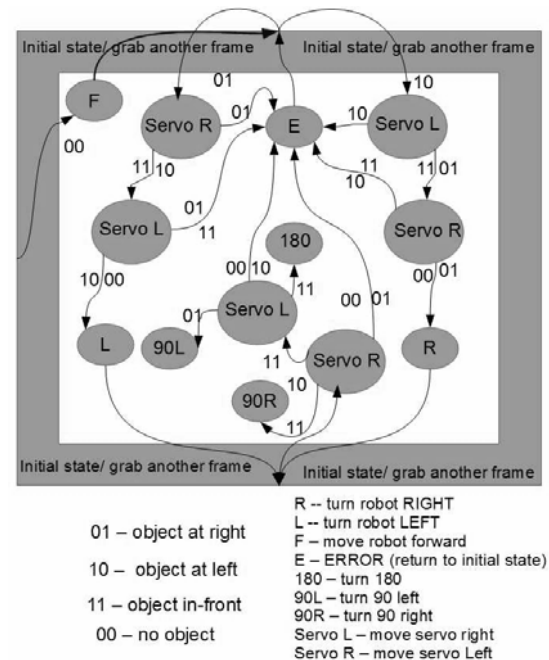 Initial state/ grab another frame
Initial state/ grab another frame
01
10
F
01
10
Servo R
E
Servo L
00
11 10
11 01
11
10
Servo L
01
11
Servo R
180
10 00
00 10
00 01
00 01
11
Servo L
01
L
90L
Servo R
R
11
10
90R
11
Initial state/ grab another frame
Initial state/ grab another frame
01 – object at right
10 – object at left
11 – object in-front
00 – no object
R -- turn robot RIGHT
L -- turn robot LEFT
F – move robot forward
E – ERROR (return to initial state)
180 – turn 180
90L – turn 90 left
90R – turn 90 right
Servo L – move servo right
Servo R – move servo Left